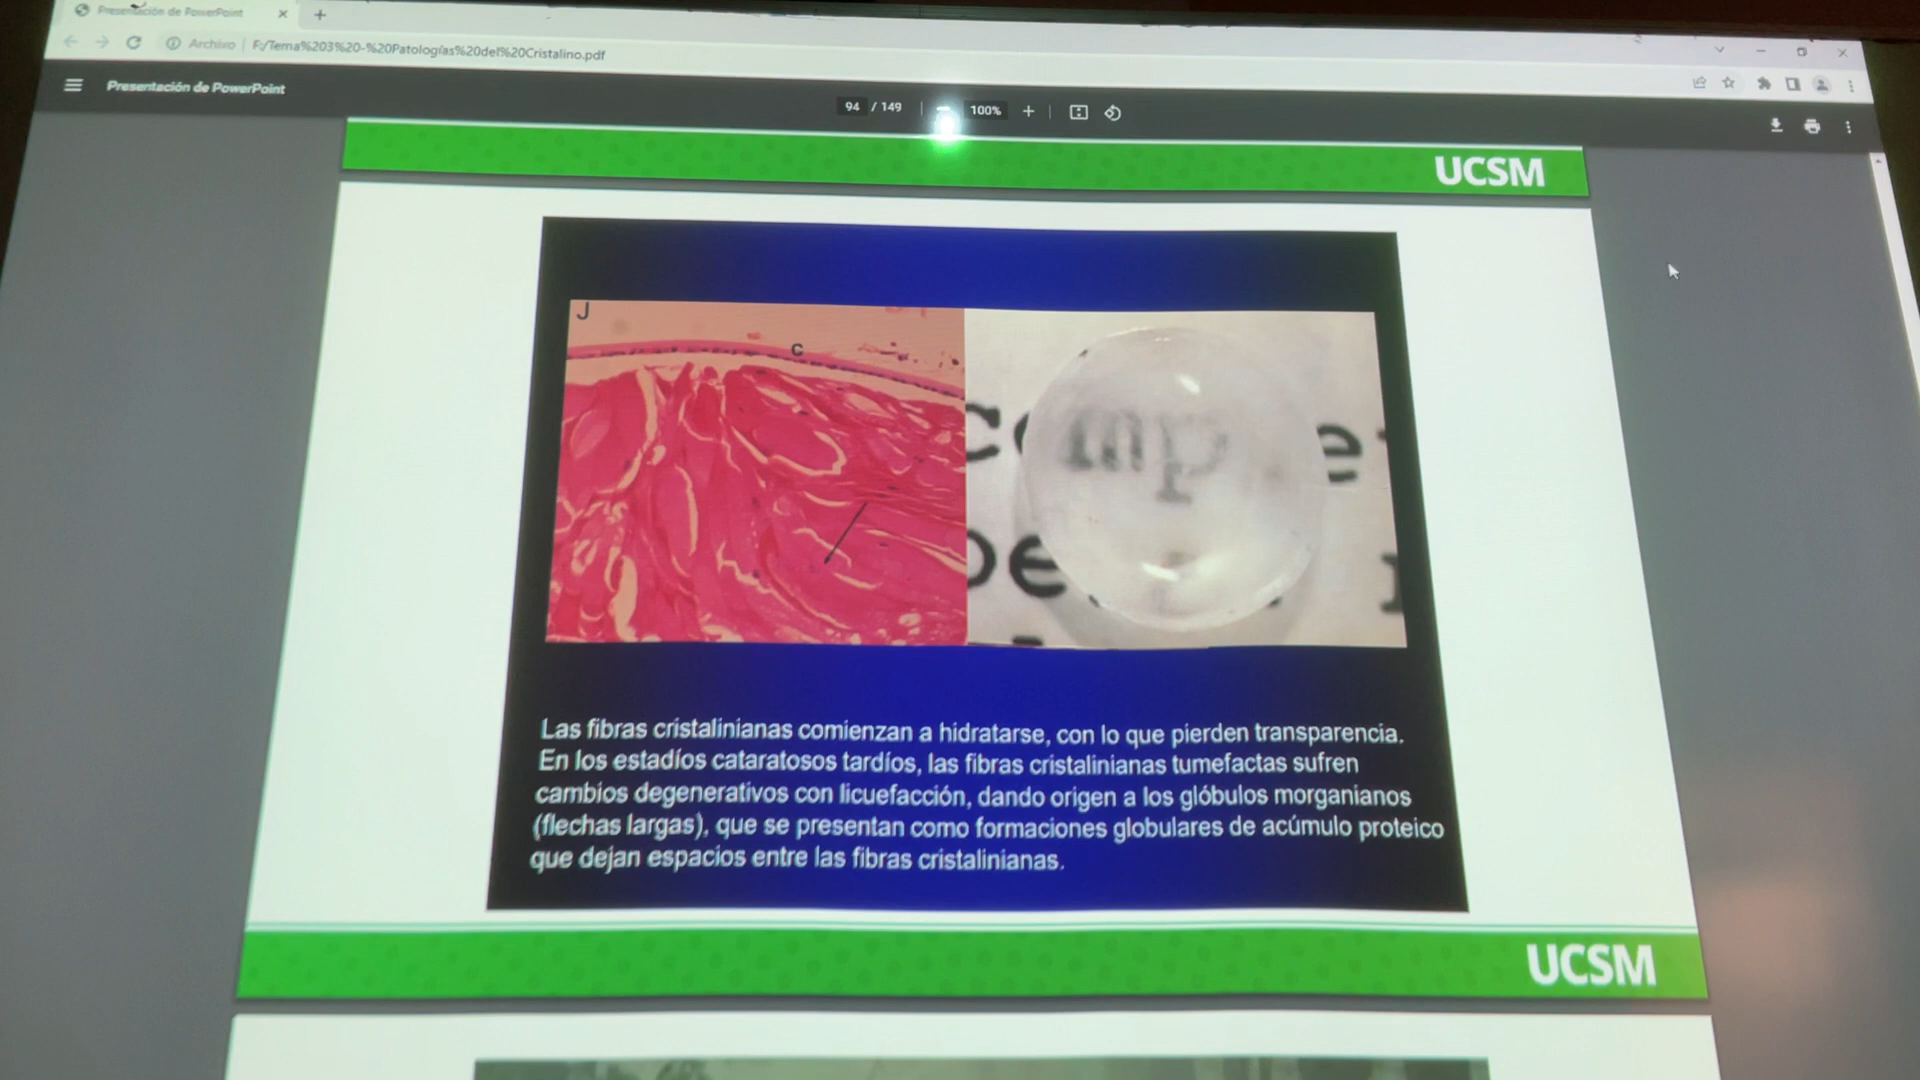 Presentación de PowerPoint
Archivo F:/Tema%203%20-%20Patologías%20del%20Cristalino.pdf
Presentación de PowerPoint
94 / 149
100%
UCSM
J
C
mp
e
pe
Las fibras cristalinianas comienzan a hidratarse, con lo que pierden transparencia.
En los estadíos cataratosos tardíos, las fibras cristalinianas tumefactas sufren
cambios degenerativos con licuefacción, dando origen a los glóbulos morganianos
(flechas largas), que se presentan como formaciones globulares de acúmulo proteico
que dejan espacios entre las fibras cristalinianas.
UCSM